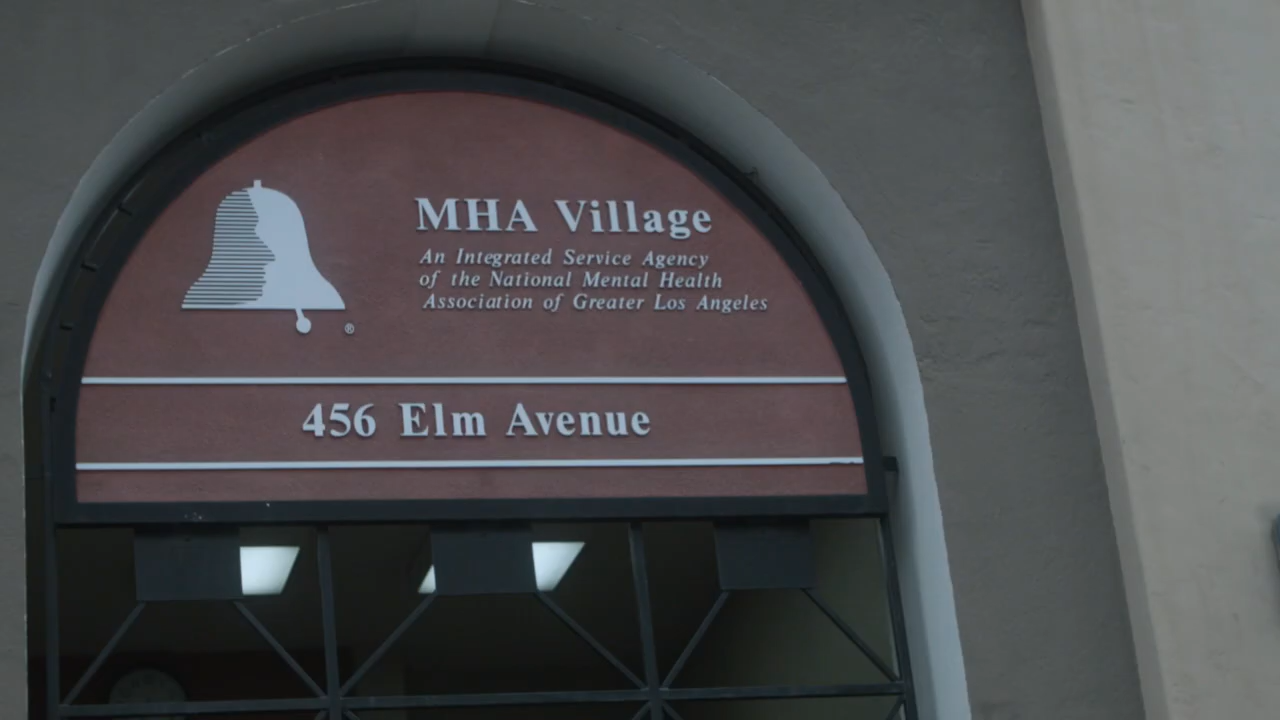 MHA Village
An Integrated Service Agency
of the National Mental Health
Association of Greater Los Angeles
®
456 Elm Avenue